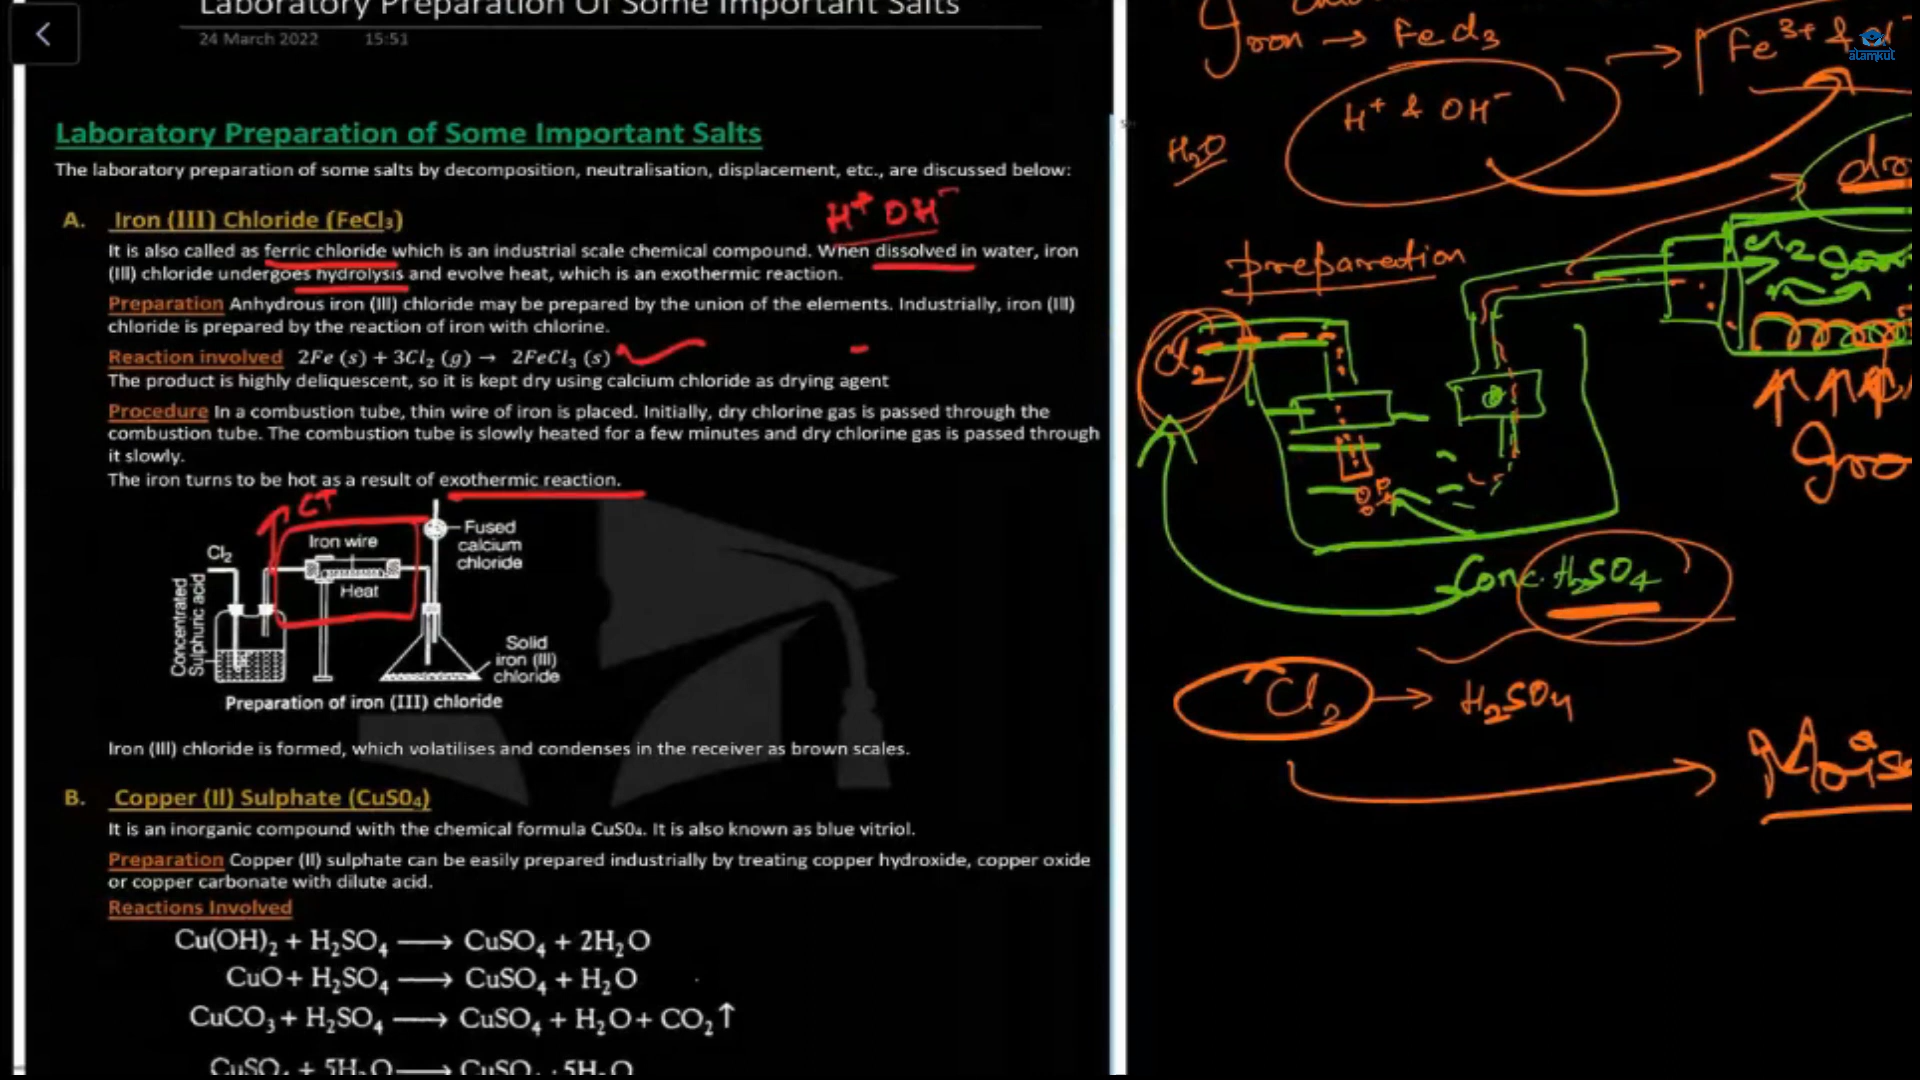 Laboratory Preparation Of Some Important Salts
24 March 2022 15:51
Laboratory Preparation of Some Important Salts
The laboratory preparation of some salts by decomposition, neutralisation, displacement, etc., are discussed below:
H⁺ OH⁻
A. Iron (III) Chloride (FeCl₃)
It is also called as ferric chloride which is an industrial scale chemical compound. When dissolved in water, iron
(III) chloride undergoes hydrolysis and evolve heat, which is an exothermic reaction.
Preparation Anhydrous iron (III) chloride may be prepared by the union of the elements. Industrially, iron (III)
chloride is prepared by the reaction of iron with chlorine.
Reaction involved 2Fe (s) + 3Cl₂ (g) → 2FeCl₃ (s)
The product is highly deliquescent, so it is kept dry using calcium chloride as drying agent
Procedure In a combustion tube, thin wire of iron is placed. Initially, dry chlorine gas is passed through the
combustion tube. The combustion tube is slowly heated for a few minutes and dry chlorine gas is passed through
it slowly.
The iron turns to be hot as a result of exothermic reaction.
CT
Cl₂
Iron wire
Heat
Fused
calcium
chloride
Concentrated
Sulphuric acid
Solid
iron (III)
chloride
Preparation of iron (III) chloride
Iron (III) chloride is formed, which volatilises and condenses in the receiver as brown scales.
B. Copper (II) Sulphate (CuS0₄)
It is an inorganic compound with the chemical formula CuSO₄. It is also known as blue vitriol.
Preparation Copper (II) sulphate can be easily prepared industrially by treating copper hydroxide, copper oxide
or copper carbonate with dilute acid.
Reactions Involved
Cu(OH)₂ + H₂SO₄ ⟶ CuSO₄ + 2H₂O
CuO + H₂SO₄ ⟶ CuSO₄ + H₂O
CuCO₃ + H₂SO₄ ⟶ CuSO₄ + H₂O + CO₂↑
CuSO₄ + 5H₂O ⟶ CuSO₄ · 5H₂O
alamkut
Iron → FeCl₃ → Fe³⁺ &
H⁺ & OH⁻
H₂O
preparation
Cl₂
Cl₂
Conc. H₂SO₄
Cl₂ → H₂SO₄